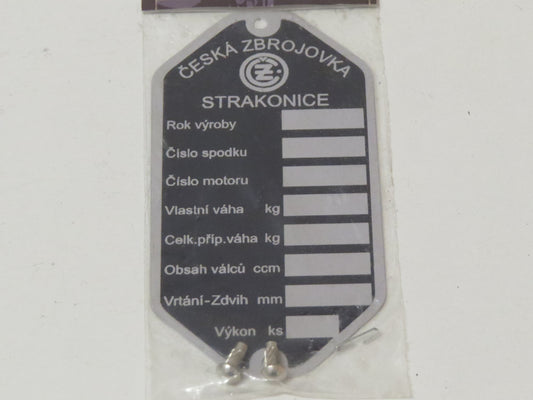 ČESKÁ ZBROJOVKA
ČZ
STRAKONICE
Rok výroby
Číslo spodku
Číslo motoru
Vlastní váha kg
Celk.příp.váha kg
Obsah válců ccm
Vrtání-Zdvih mm
Výkon ks